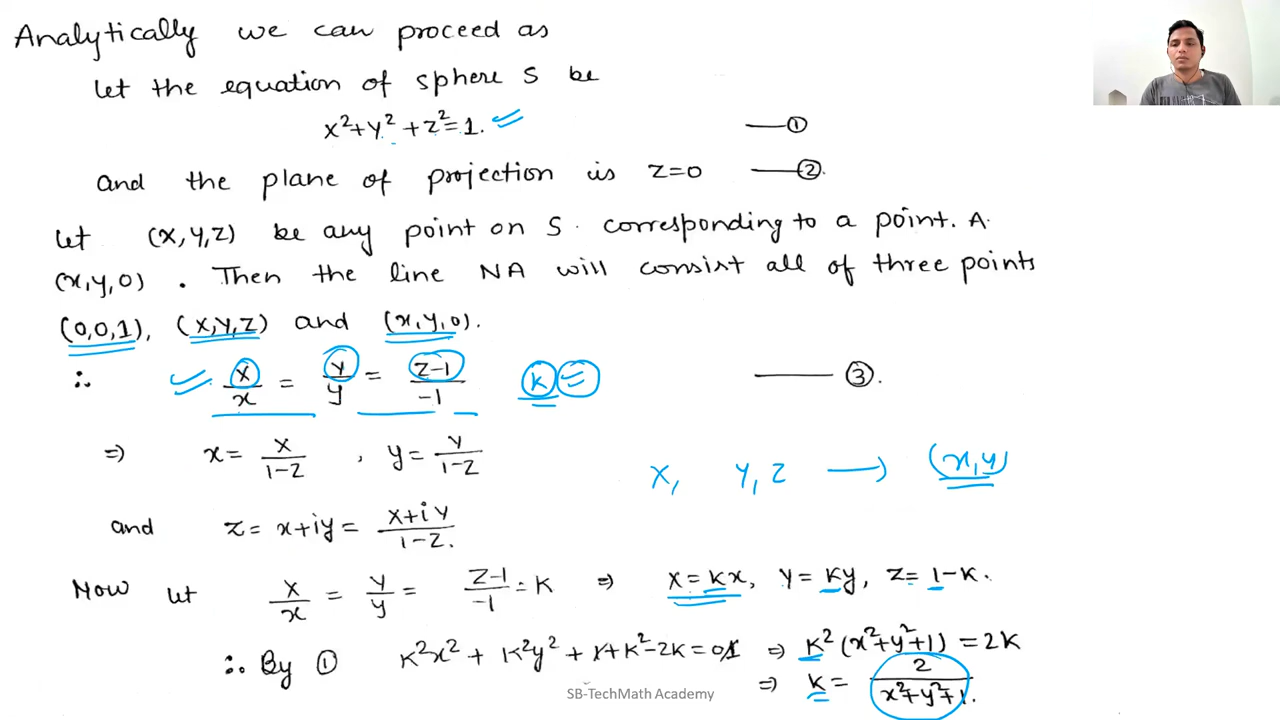 Analytically we can proceed as
let the equation of sphere S be
x²+y²+z²=1. ——①
And the plane of projection is z=0 ——②.
Let (X,Y,Z) be any point on S. corresponding to a point. A.
(x,y,0). Then the line NA will consist all of three points
(0,0,1), (X,Y,Z) and (x,y,0).
∴ X/x = Y/y = Z-1/-1 k = ——③.
⇒ x = X/1-Z , y = Y/1-Z
X, Y, Z → (x,y)
and z = x+iy = X+iY/1-Z.
Now let X/x = Y/y = Z-1/-1 = K ⇒ X = kx, Y = ky, Z = 1-K.
∴ By ① K²x² + K²y² + 1+K²-2K = 01 ⇒ K²(x²+y²+1) = 2K
⇒ k = 2/x²+y²+1.
SB-TechMath Academy